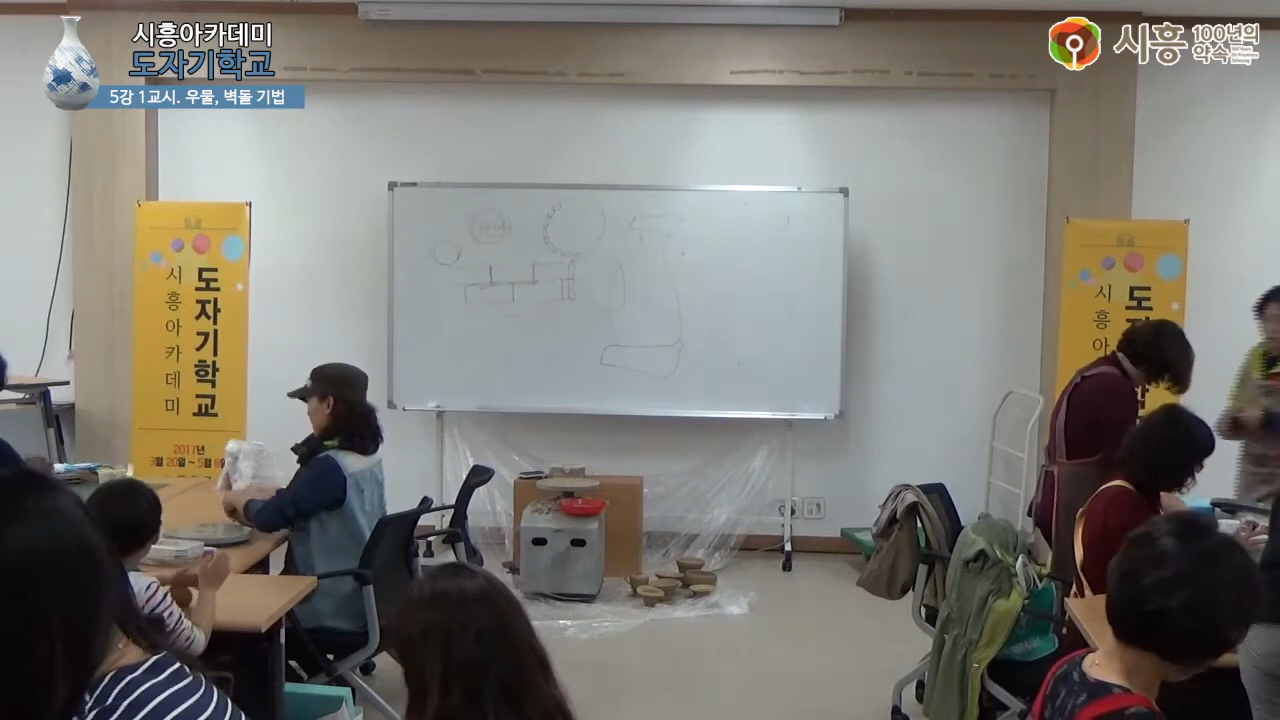 시흥아카데미
도자기학교
5강 1교시. 우물, 벽돌 기법
시흥 100년의 약속
시흥아카데미
도자기학교
2017년
3월 20일 ~ 5월
시흥아
도자